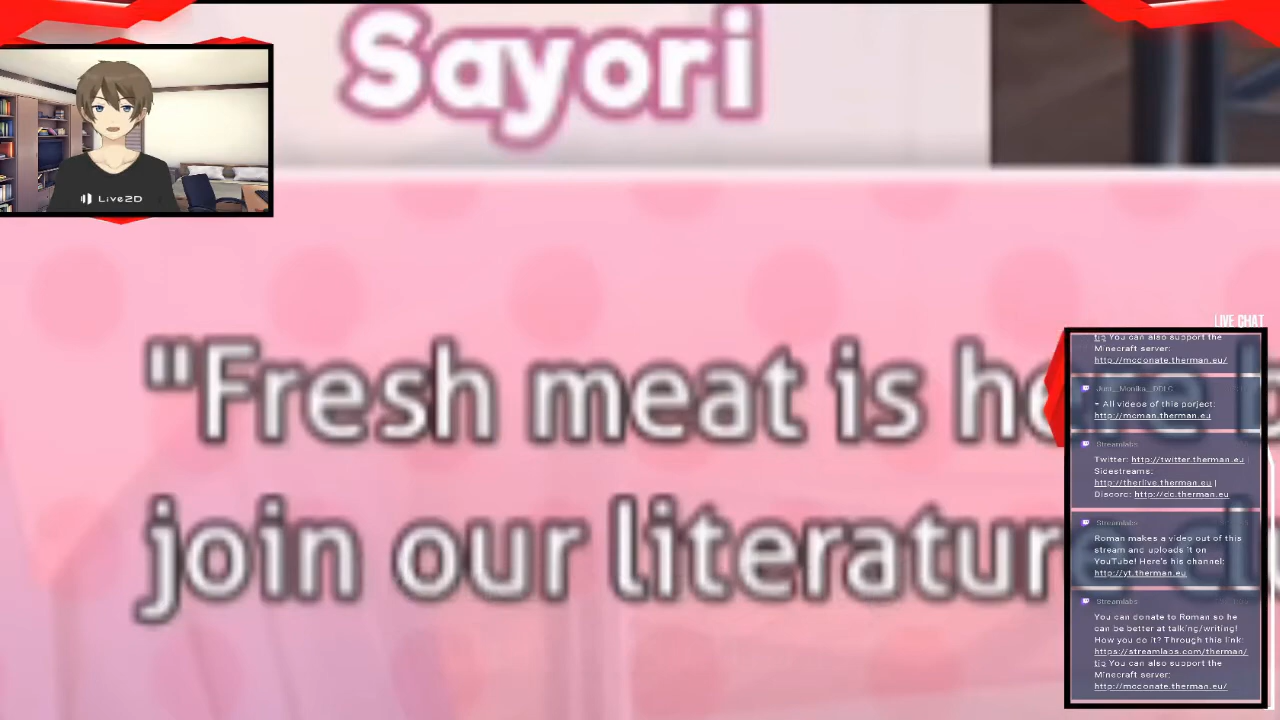 Sayori
Live2D
"Fresh meat is he
join our literatur
LIVE CHAT
tip You can also support the
Minecraft server:
http://mcdonate.therman.eu/
Just_Monika_DDLC
- All videos of this porject:
http://mcman.therman.eu
Streamlabs
Twitter: http://twitter.therman.eu |
Sidestreams:
http://therlive.therman.eu |
Discord: http://dc.therman.eu
Streamlabs
Roman makes a video out of this
stream and uploads it on
YouTube! Here's his channel:
http://yt.therman.eu
Streamlabs
You can donate to Roman so he
can be better at talking/writing!
How you do it? Through this link:
https://streamlabs.com/therman/
tip You can also support the
Minecraft server:
http://mcdonate.therman.eu/